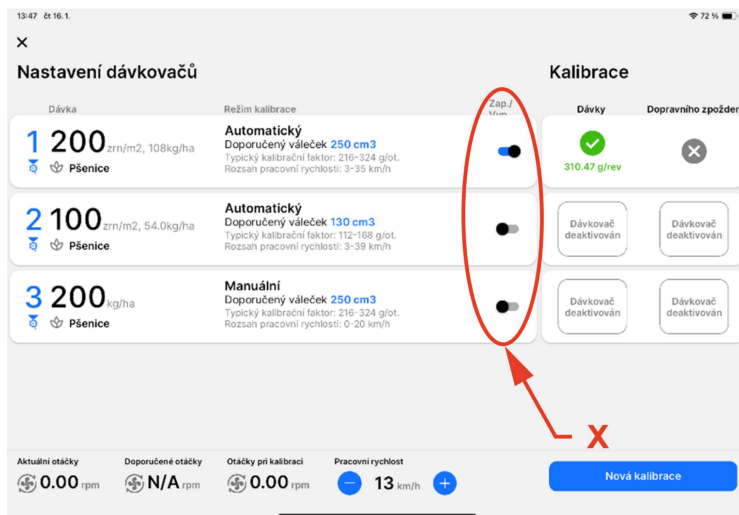 13:47 čt 16. 1.
72 %
Nastavení dávkovačů
Kalibrace
Dávka
Režim kalibrace
Zap./
Vyp.
Dávky
1 200 zrn/m2, 108kg/ha
Pšenice
Automatický
Doporučený váleček 250 cm3
Typický kalibrační faktor: 216-324 g/ot.
Rozsah pracovní rychlosti: 3-35 km/h
310.47 g/rev
2 100 zrn/m2, 54.0kg/ha
Pšenice
Automatický
Doporučený váleček 130 cm3
Typický kalibrační faktor: 112-168 g/ot.
Rozsah pracovní rychlosti: 3-39 km/h
Dávkovač
deaktivován
Dávkovač
deaktivován
3 200 kg/ha
Pšenice
Manuální
Doporučený váleček 250 cm3
Typický kalibrační faktor: 216-324 g/ot.
Rozsah pracovní rychlosti: 0-20 km/h
Dávkovač
deaktivován
Dávkovač
deaktivován
X
Aktuální otáčky
0.00 rpm
Doporučené otáčky
N/A rpm
Otáčky při kalibraci
0.00 rpm
Pracovní rychlost
13 km/h
Nová kalibrace